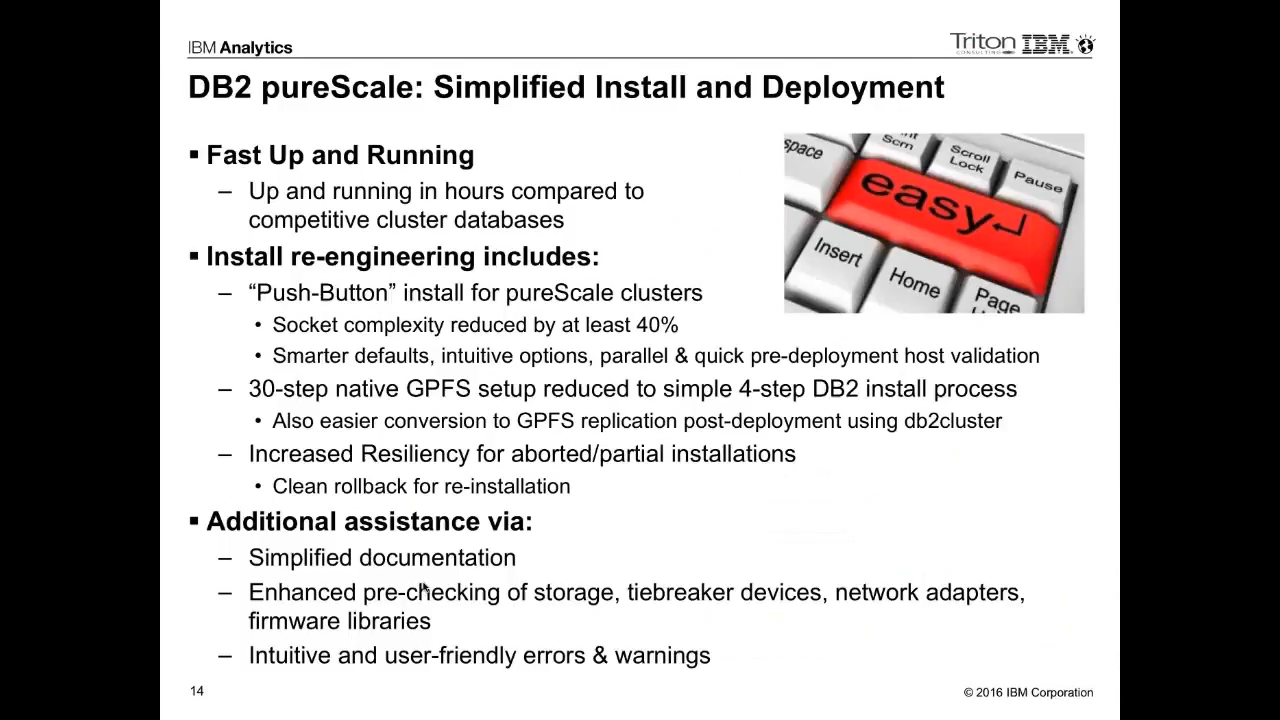 IBM Analytics
Triton IBM
CONSULTING
DB2 pureScale: Simplified Install and Deployment
▪ Fast Up and Running
– Up and running in hours compared to
competitive cluster databases
▪ Install re-engineering includes:
– “Push-Button” install for pureScale clusters
• Socket complexity reduced by at least 40%
• Smarter defaults, intuitive options, parallel & quick pre-deployment host validation
– 30-step native GPFS setup reduced to simple 4-step DB2 install process
• Also easier conversion to GPFS replication post-deployment using db2cluster
– Increased Resiliency for aborted/partial installations
• Clean rollback for re-installation
▪ Additional assistance via:
– Simplified documentation
– Enhanced pre-checking of storage, tiebreaker devices, network adapters,
firmware libraries
– Intuitive and user-friendly errors & warnings
space
Scrn
Scroll
Lock
Pause
easy
Insert
Home
Page
14
© 2016 IBM Corporation